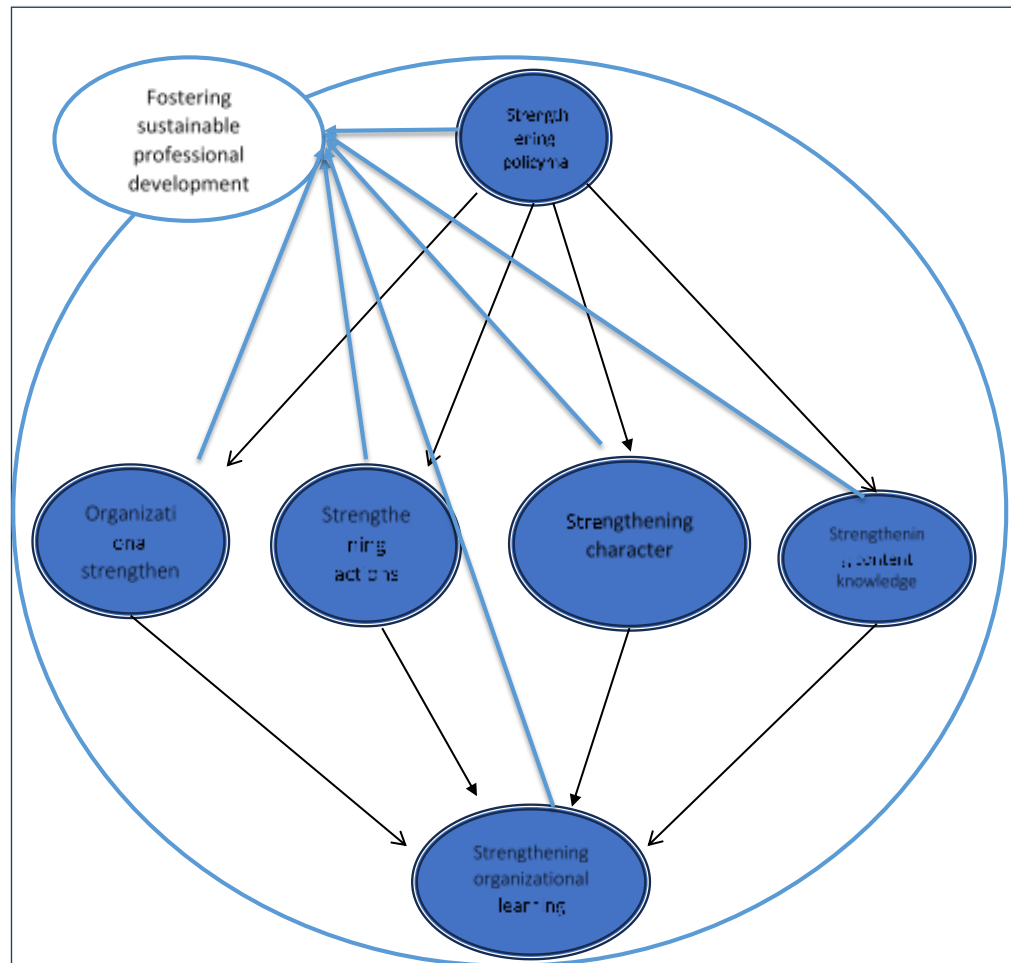 Fostering
sustainable
professional
development
Strength
ening
policyma
Organizati
ona
strengthen
Strengthe
ning
actions
Strengthening
character
Strengthenin
g content
knowledge
Strengthening
organizational
learning